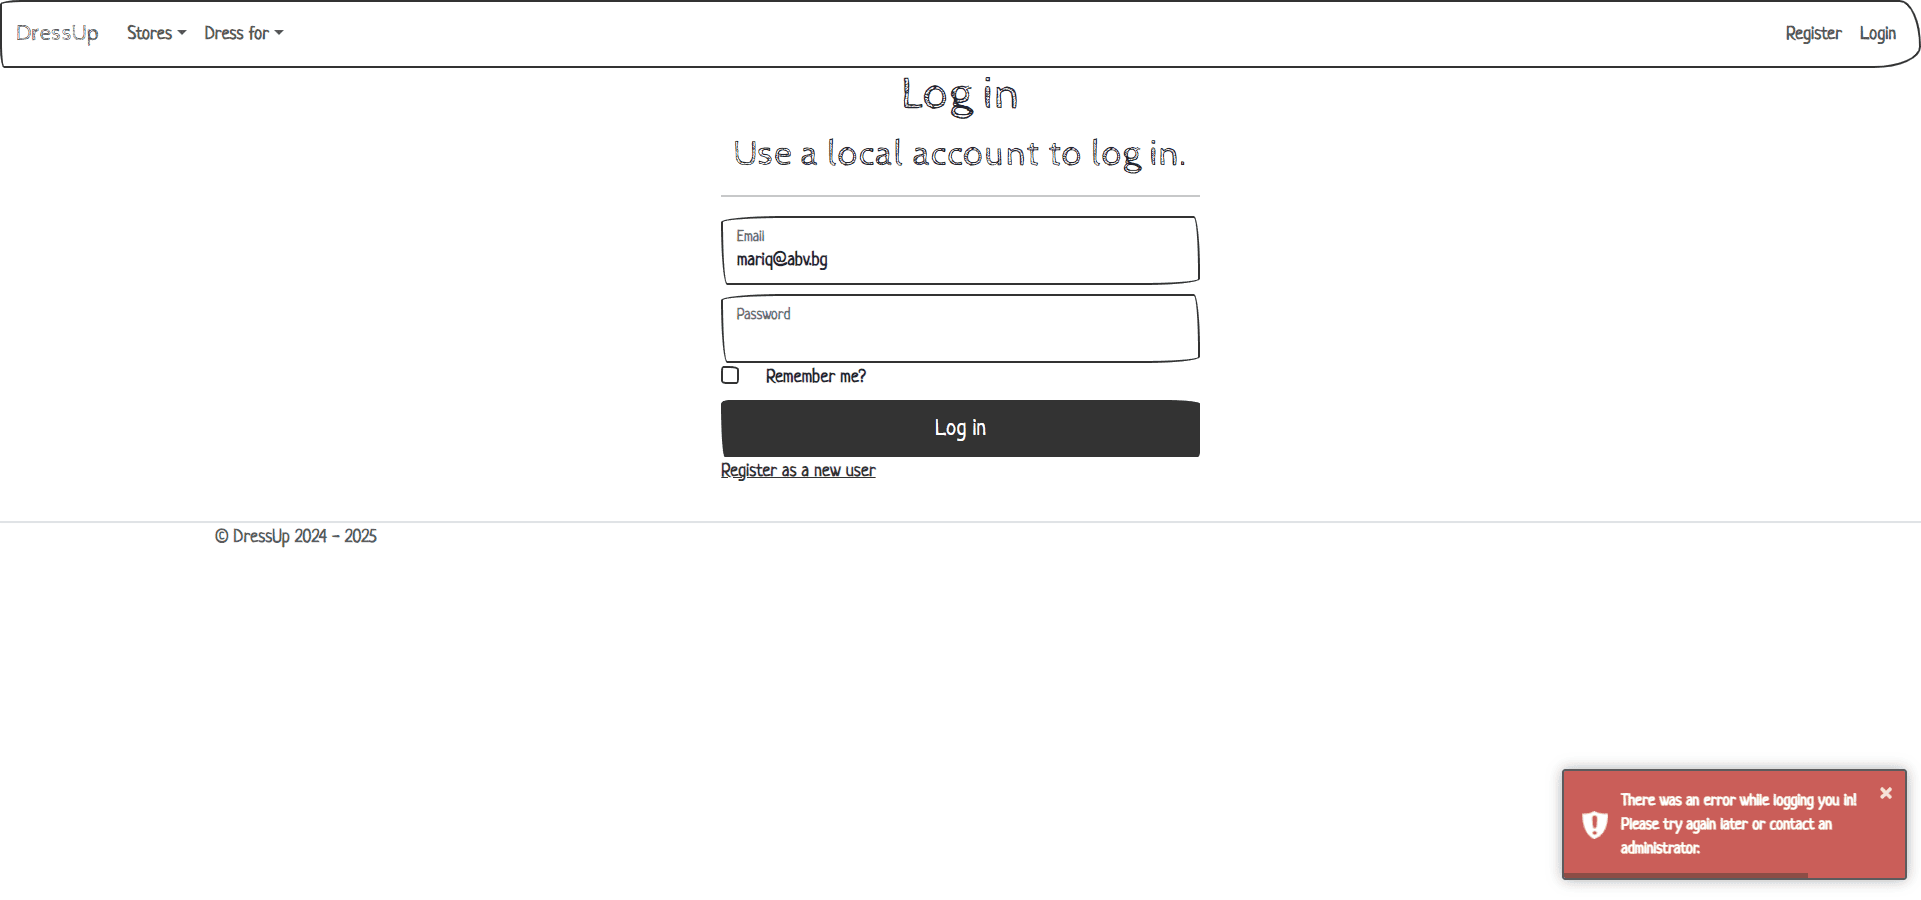 DressUp Stores Dress for Register Login
Log in
Use a local account to log in.
Email
mariq@abv.bg
Password
Remember me?
Log in
Register as a new user
© DressUp 2024 - 2025
There was an error while logging you in!
Please try again later or contact an
administrator.